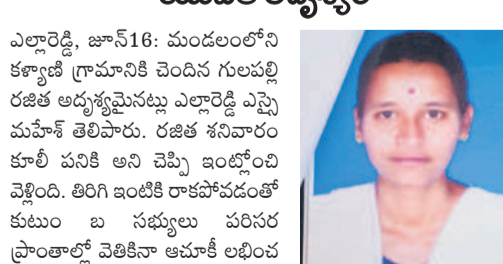 ఎల్లారెడ్డి, జూన్16: మండలంలోని
కళ్యాణి గ్రామానికి చెందిన గులపల్లి
రజిత అదృశ్యమైనట్లు ఎల్లారెడ్డి ఎస్సై
మహేశ్ తెలిపారు. రజిత శనివారం
కూలీ పనికి అని చెప్పి ఇంట్లోంచి
వెళ్లింది. తిరిగి ఇంటికి రాకపోవడంతో
కుటుం బ సభ్యులు పరిసర
ప్రాంతాల్లో వెతికినా ఆచూకీ లభించ